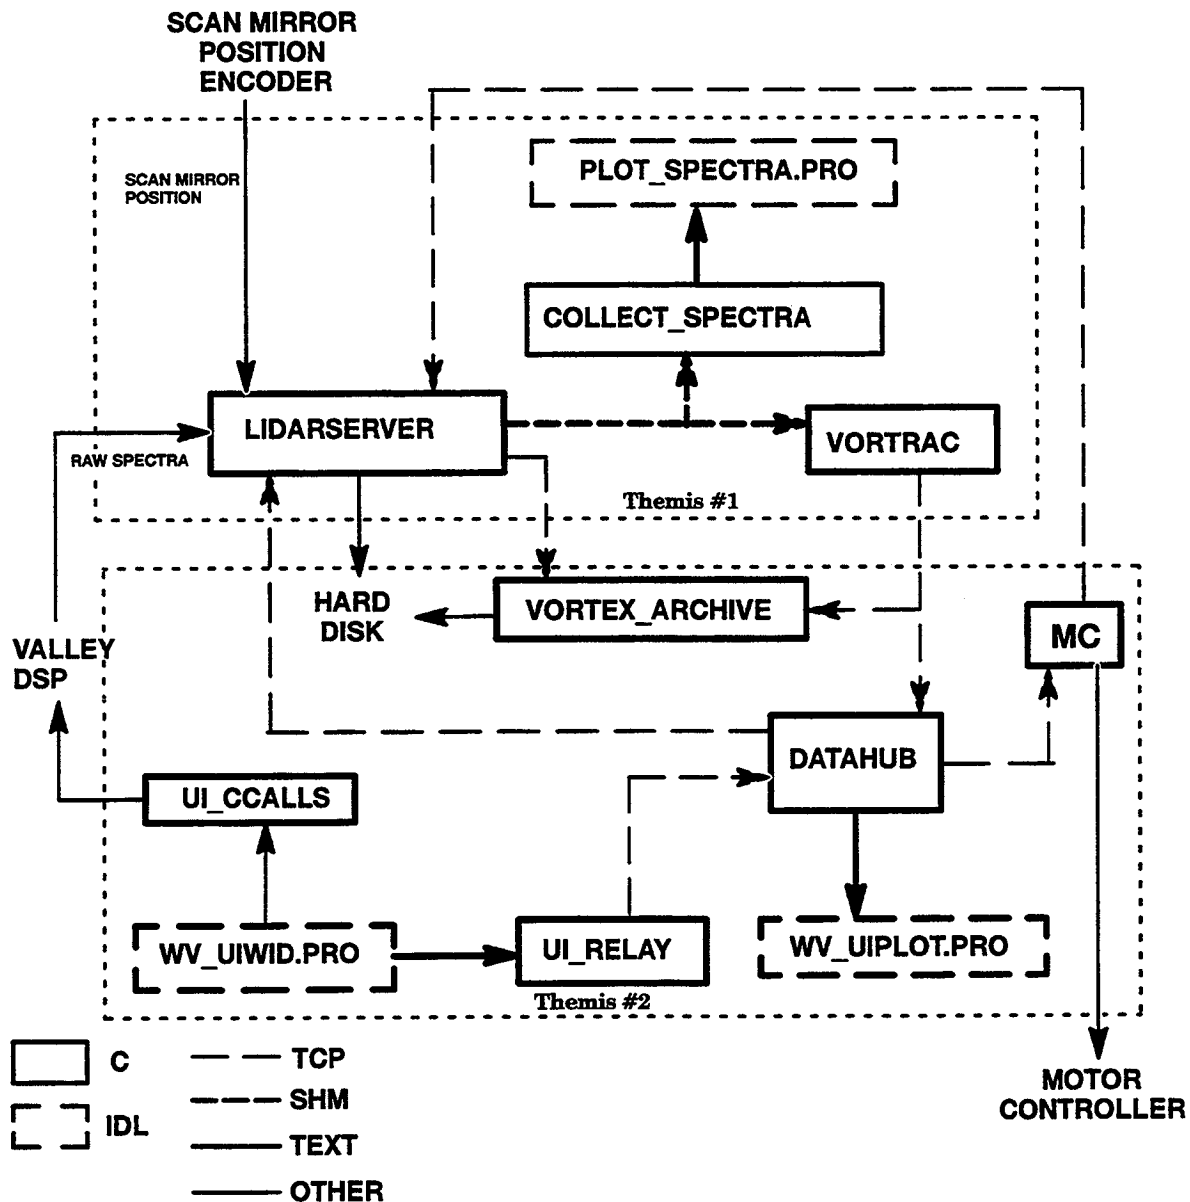 SCAN MIRROR
POSITION
ENCODER
SCAN MIRROR
POSITION
PLOT_SPECTRA.PRO
COLLECT_SPECTRA
LIDARSERVER
VORTRAC
RAW SPECTRA
Themis #1
HARD
DISK
VORTEX_ARCHIVE
MC
VALLEY
DSP
DATAHUB
UI_CCALLS
WV_UIWID.PRO
UI_RELAY
WV_UIPLOT.PRO
Themis #2
C
IDL
TCP
SHM
TEXT
OTHER
MOTOR
CONTROLLER